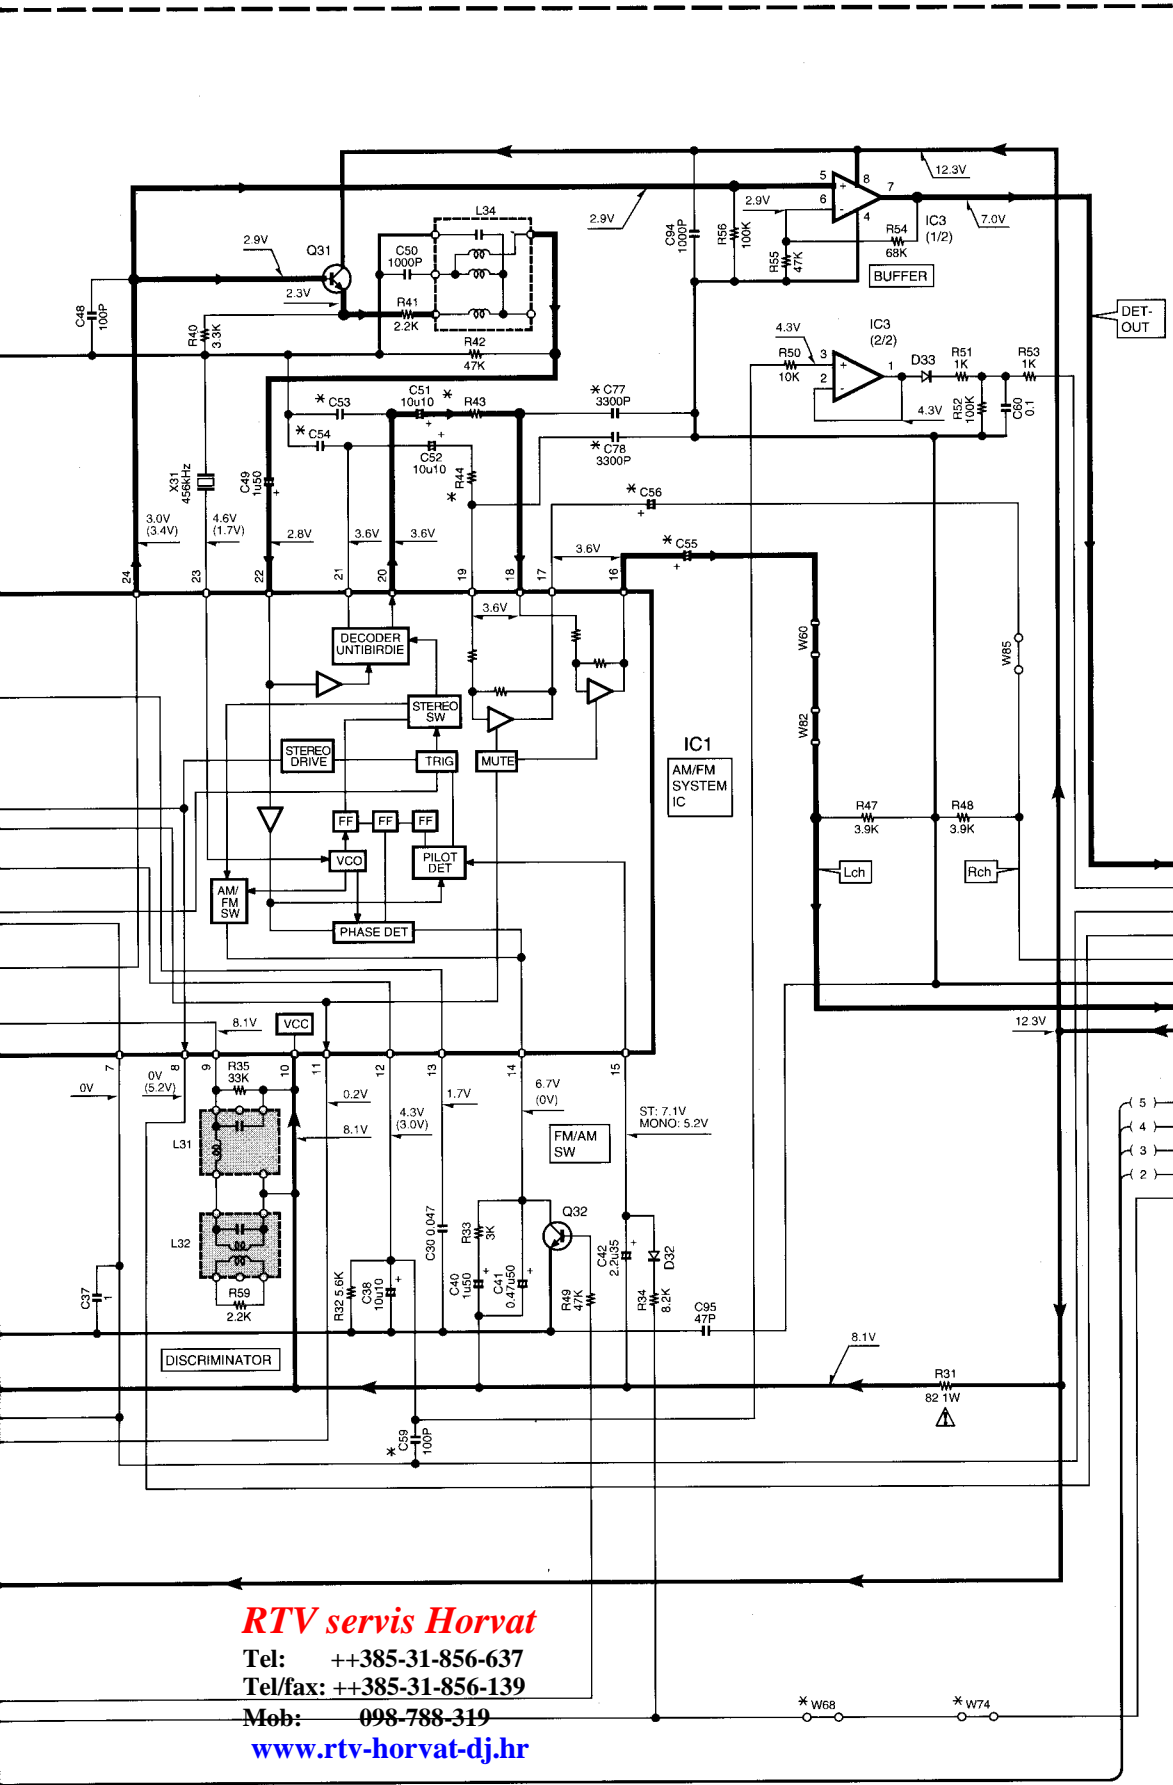 12.3V
5
8
7
6
4
2.9V
IC3
(1/2)
7.0V
2.9V
C94
1000P
R56
100K
R55
47K
R54
68K
BUFFER
L34
C50
1000P
Q31
2.9V
2.3V
R41
2.2K
C48
100P
R40
3.3K
R42
47K
DET-
OUT
IC3
(2/2)
4.3V
R50
10K
3
2
1
D33
R51
1K
R53
1K
4.3V
R52
100K
C60
0.1
* C53
C51
10u10
*
R43
* C77
3300P
* C54
C52
10u10
R44
*
* C78
3300P
X31
456kHz
C49
1u50
+
* C56
+
* C55
+
3.0V
(3.4V)
4.6V
(1.7V)
2.8V
3.6V
3.6V
3.6V
24
23
22
21
20
19
18
17
16
3.6V
DECODER
UNTIBIRDIE
STEREO
SW
STEREO
DRIVE
TRIG
MUTE
FF
FF
FF
VCO
PILOT
DET
AM/
FM
SW
PHASE DET
IC1
AM/FM
SYSTEM
IC
W60
W85
W82
R47
3.9K
R48
3.9K
Lch
Rch
VCC
8.1V
12.3V
7
8
9
10
11
12
13
14
15
0V
0V
(5.2V)
R35
33K
0.2V
4.3V
(3.0V)
8.1V
1.7V
6.7V
(0V)
ST: 7.1V
MONO: 5.2V
FM/AM
SW
5
4
3
2
L31
L32
R59
2.2K
C37
1
DISCRIMINATOR
R32 5.6K
C38
10u10
C30 0.047
R33
3K
C40
1u50
C41
0.47u50
Q32
R49
47K
C42
2.2u35
D32
R34
8.2K
C95
47P
8.1V
R31
82 1W
* C59
100P
RTV servis Horvat
Tel: ++385-31-856-637
Tel/fax: ++385-31-856-139
Mob: 098-788-319
www.rtv-horvat-dj.hr
* W68
* W74